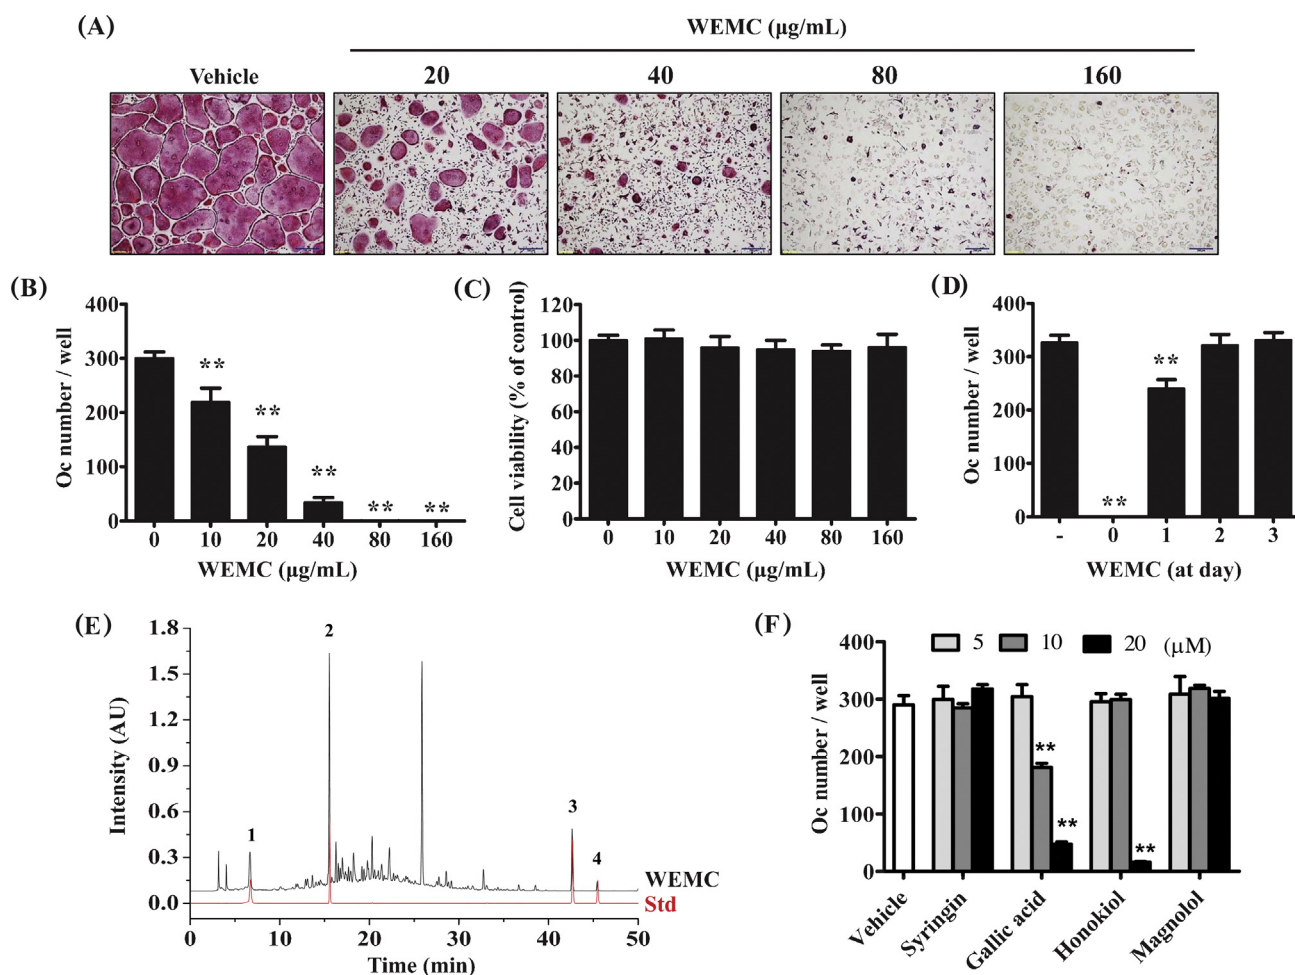 (A)
WEMC (µg/mL)
Vehicle 20 40 80 160
(B)
Oc number / well
400
300
200
100
0
** ** ** ** **
0 10 20 40 80 160
WEMC (µg/mL)
(C)
Cell viability (% of control)
120
100
80
60
40
20
0
0 10 20 40 80 160
WEMC (µg/mL)
(D)
Oc number / well
400
300
200
100
0
** **
- 0 1 2 3
WEMC (at day)
(E)
Intensity (AU)
1.8
1.5
1.2
0.9
0.6
0.3
0.0
1 2 3 4
WEMC
Std
0 10 20 30 40 50
Time (min)
(F)
Oc number / well
400
300
200
100
0
5 10 20 (µM)
** ** **
Vehicle
Syringin
Gallic acid
Honokiol
Magnolol